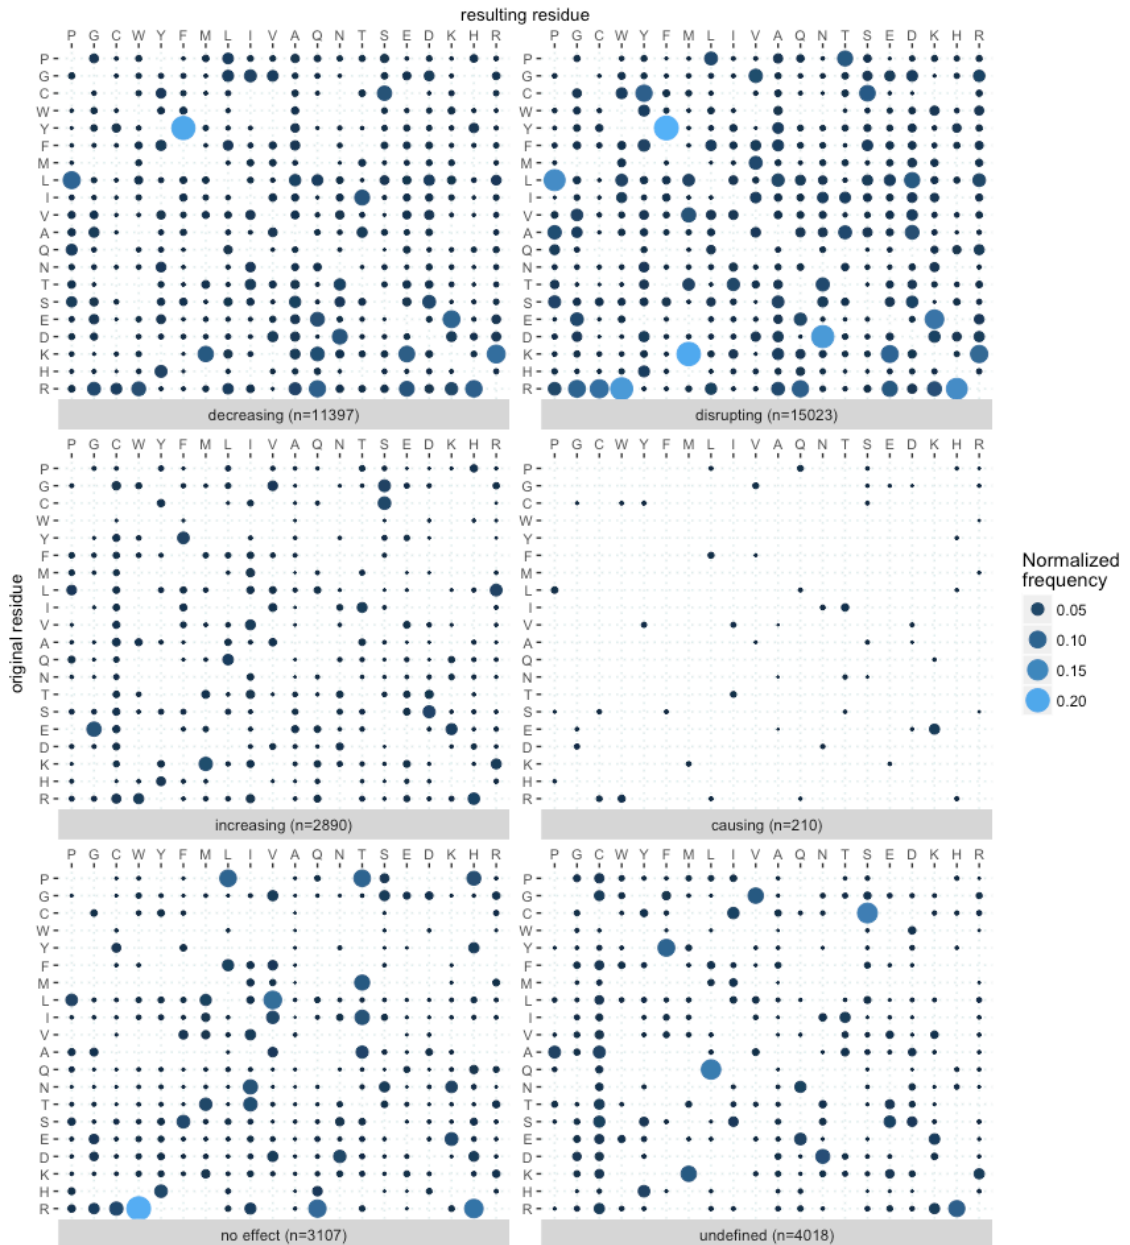 resulting residue
P G C W Y F M L I V A Q N T S E D K H R
P G C W Y F M L I V A Q N T S E D K H R
P
G
C
W
Y
F
M
L
I
V
A
Q
N
T
S
E
D
K
H
R
P
G
C
W
Y
F
M
L
I
V
A
Q
N
T
S
E
D
K
H
R
decreasing (n=11397)
disrupting (n=15023)
P G C W Y F M L I V A Q N T S E D K H R
P G C W Y F M L I V A Q N T S E D K H R
original residue
P
G
C
W
Y
F
M
L
I
V
A
Q
N
T
S
E
D
K
H
R
P
G
C
W
Y
F
M
L
I
V
A
Q
N
T
S
E
D
K
H
R
increasing (n=2890)
causing (n=210)
Normalized
frequency
0.05
0.10
0.15
0.20
P G C W Y F M L I V A Q N T S E D K H R
P G C W Y F M L I V A Q N T S E D K H R
P
G
C
W
Y
F
M
L
I
V
A
Q
N
T
S
E
D
K
H
R
P
G
C
W
Y
F
M
L
I
V
A
Q
N
T
S
E
D
K
H
R
no effect (n=3107)
undefined (n=4018)